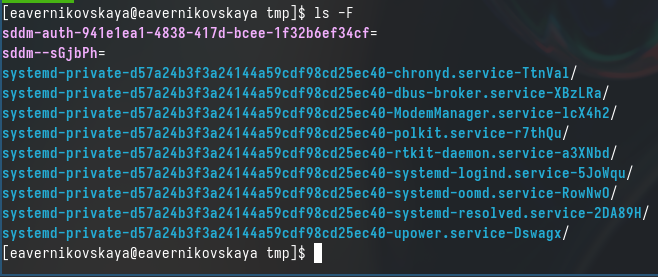 [eavernikovskaya@eavernikovskaya tmp]$ ls -F
sddm-auth-941e1ea1-4838-417d-bcee-1f32b6ef34cf=
sddm--sGjbPh=
systemd-private-d57a24b3f3a24144a59cdf98cd25ec40-chronyd.service-TtnVal/
systemd-private-d57a24b3f3a24144a59cdf98cd25ec40-dbus-broker.service-XBzLRa/
systemd-private-d57a24b3f3a24144a59cdf98cd25ec40-ModemManager.service-lcX4h2/
systemd-private-d57a24b3f3a24144a59cdf98cd25ec40-polkit.service-r7thQu/
systemd-private-d57a24b3f3a24144a59cdf98cd25ec40-rtkit-daemon.service-a3XNbd/
systemd-private-d57a24b3f3a24144a59cdf98cd25ec40-systemd-logind.service-5JoWqu/
systemd-private-d57a24b3f3a24144a59cdf98cd25ec40-systemd-oomd.service-RowNwO/
systemd-private-d57a24b3f3a24144a59cdf98cd25ec40-systemd-resolved.service-2DA89H/
systemd-private-d57a24b3f3a24144a59cdf98cd25ec40-upower.service-Dswagx/
[eavernikovskaya@eavernikovskaya tmp]$